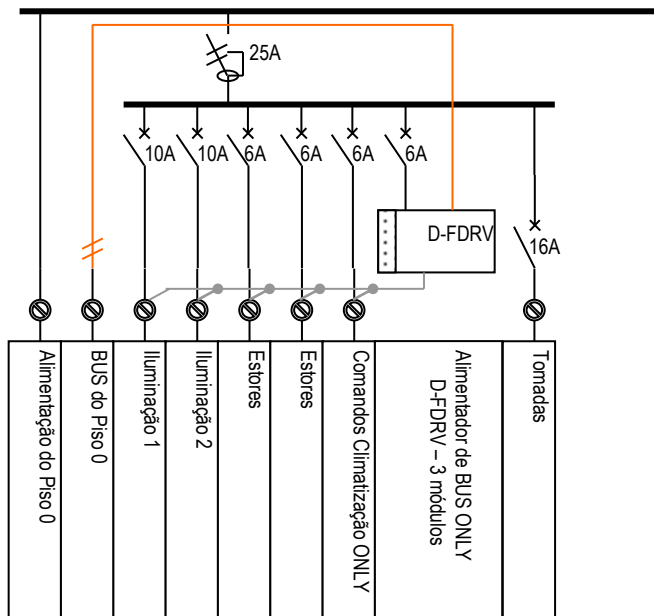 25A
10A
10A
6A
6A
6A
6A
D-FDRV
16A
Alimentação do Piso 0
BUS do Piso 0
Iluminação 1
Iluminação 2
Estores
Estores
Comandos Climatização ONLY
Alimentador de BUS ONLY
D-FDRV – 3 módulos
Tomadas